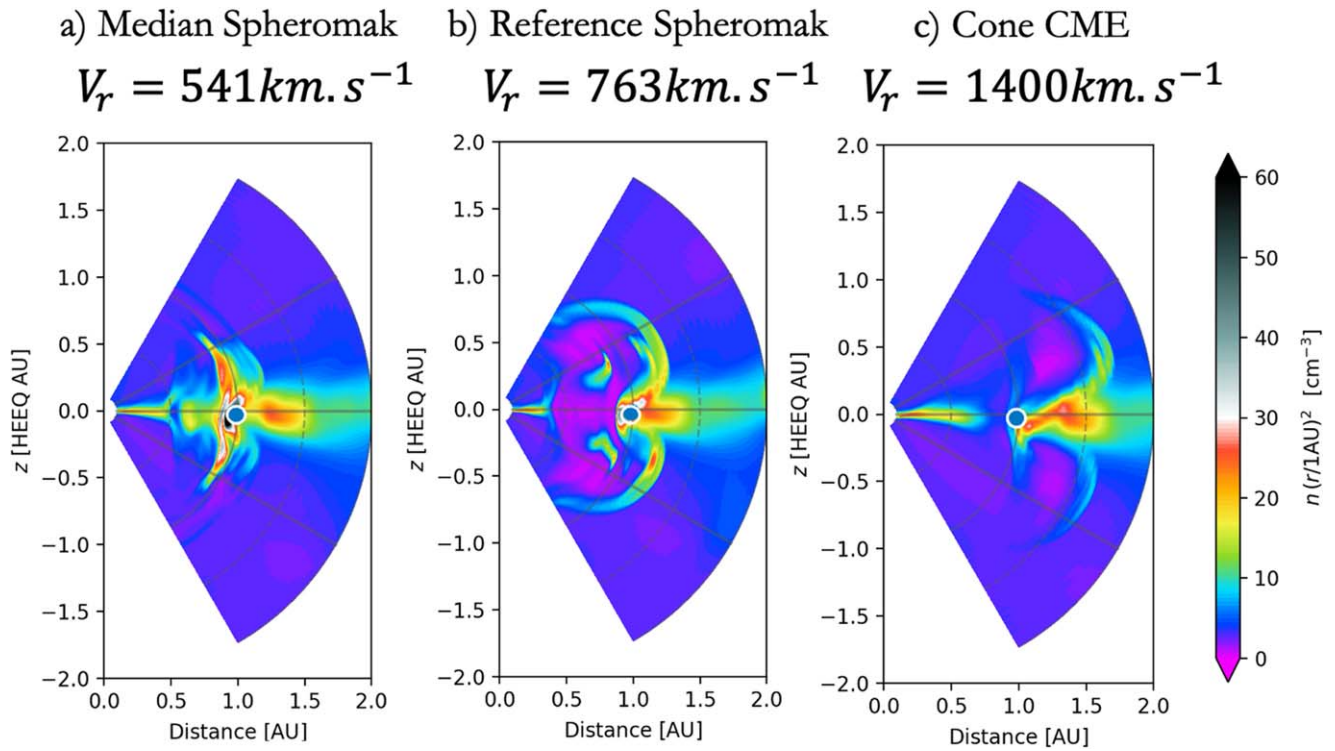 a) Median Spheromak
b) Reference Spheromak
c) Cone CME
V_r = 541km.s^{-1}
V_r = 763km.s^{-1}
V_r = 1400km.s^{-1}
2.0
1.5
1.0
0.5
0.0
−0.5
−1.0
−1.5
−2.0
z [HEEQ AU]
0.0 0.5 1.0 1.5 2.0
Distance [AU]
2.0
1.5
1.0
0.5
0.0
−0.5
−1.0
−1.5
−2.0
z [HEEQ AU]
0.0 0.5 1.0 1.5 2.0
Distance [AU]
2.0
1.5
1.0
0.5
0.0
−0.5
−1.0
−1.5
−2.0
z [HEEQ AU]
0.0 0.5 1.0 1.5 2.0
Distance [AU]
60
50
40
30
20
10
0
n (r/1AU)² [cm⁻³]